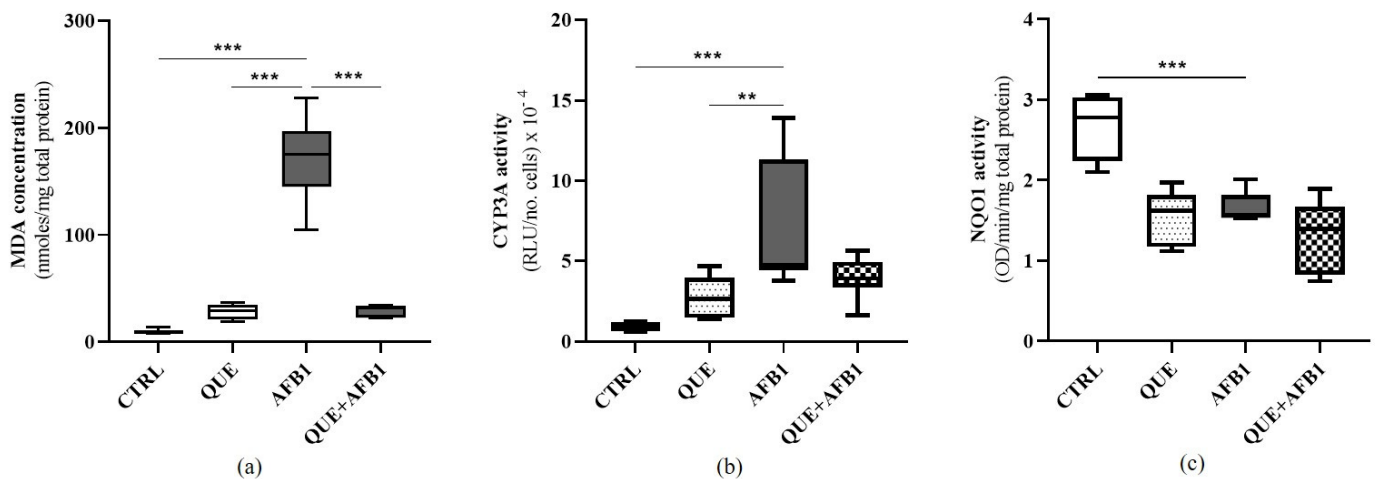 MDA concentration
(nmoles/mg total protein)
300
200
100
0
***
***
***
CTRL
QUE
AFB1
QUE+AFB1
(a)
CYP3A activity
(RLU/no. cells) x 10⁻⁴
20
15
10
5
0
***
**
CTRL
QUE
AFB1
QUE+AFB1
(b)
NQO1 activity
(OD/min/mg total protein)
4
3
2
1
0
***
CTRL
QUE
AFB1
QUE+AFB1
(c)